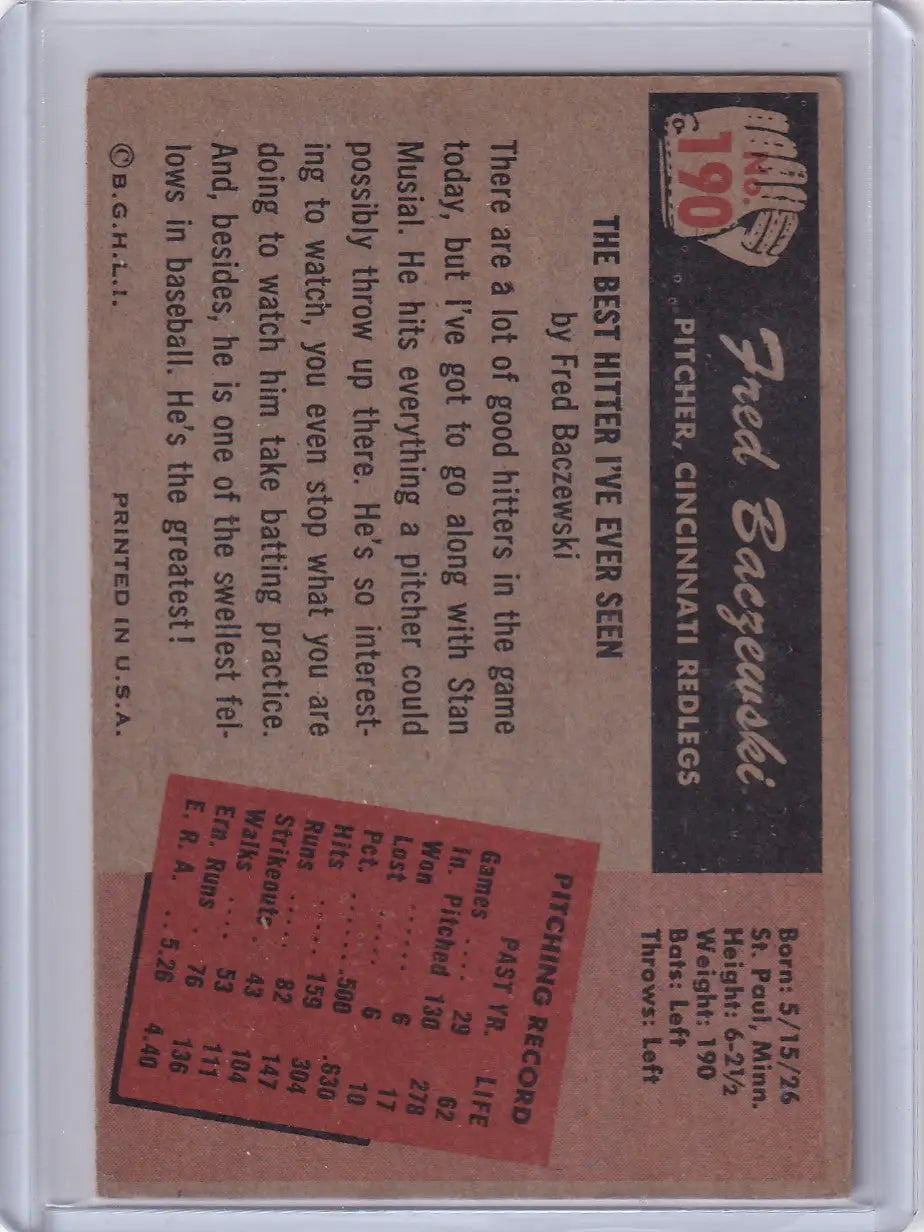 No.
190
Fred Baczewski
PITCHER, CINCINNATI REDLEGS
Born: 5/15/26
St. Paul, Minn.
Height: 6-2½
Weight: 190
Bats: Left
Throws: Left
THE BEST HITTER I'VE EVER SEEN
by Fred Baczewski
There are a lot of good hitters in the game
today, but I've got to go along with Stan
Musial. He hits everything a pitcher could
possibly throw up there. He's so interest-
ing to watch, you even stop what you are
doing to watch him take batting practice.
And, besides, he is one of the swellest fel-
lows in baseball. He's the greatest!
© B.G.H.L.I. PRINTED IN U.S.A.
PITCHING RECORD
PAST YR. LIFE
Games .... 29 62
In. Pitched 130 278
Won ...... 6 17
Lost ..... 6 10
Pct. ...... .500 .630
Hits ..... 159 304
Runs ..... 82 147
Strikeouts . 43 104
Walks .... 53 111
Ern. Runs . 76 136
E. R. A. .. 5.26 4.40